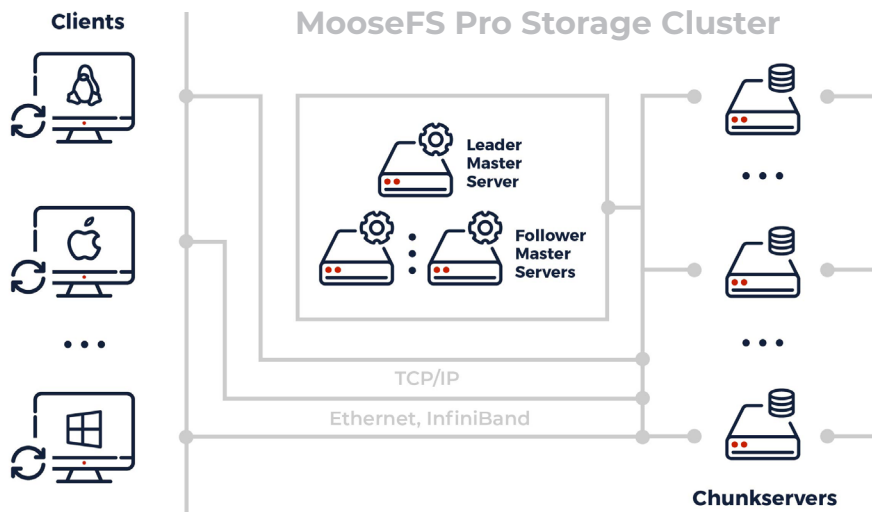 Clients
MooseFS Pro Storage Cluster
Leader
Master
Server
Follower
Master
Servers
TCP/IP
Ethernet, InfiniBand
Chunkservers